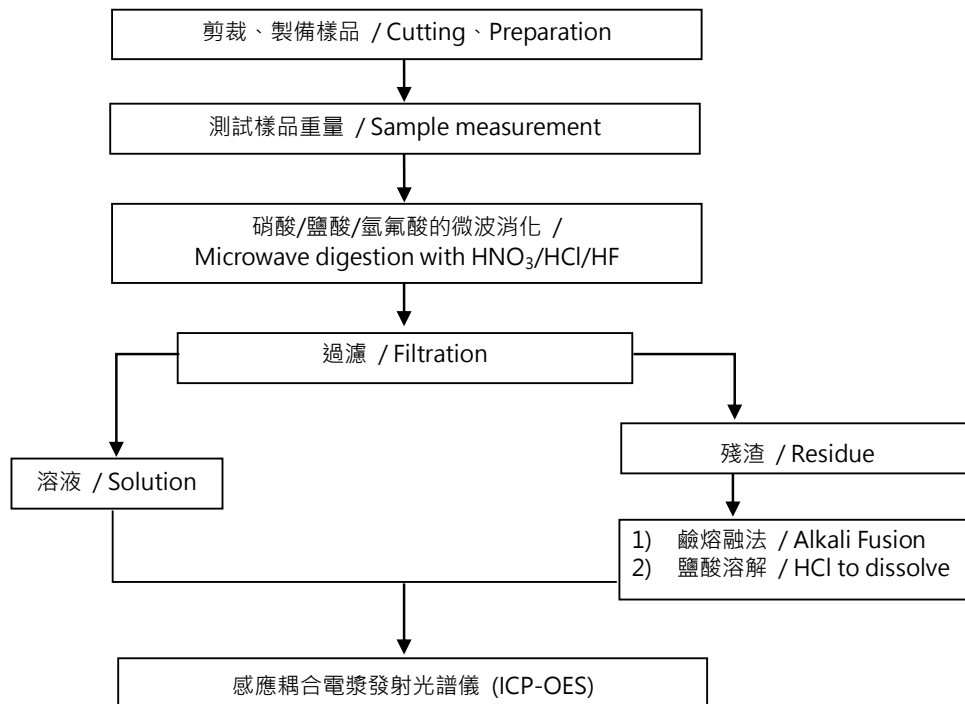 剪裁、製備樣品 / Cutting、Preparation
測試樣品重量 / Sample measurement
硝酸/鹽酸/氫氟酸的微波消化 /
Microwave digestion with HNO₃/HCl/HF
過濾 / Filtration
溶液 / Solution
殘渣 / Residue
1) 鹼熔融法 / Alkali Fusion
2) 鹽酸溶解 / HCl to dissolve
感應耦合電漿發射光譜儀 (ICP-OES)